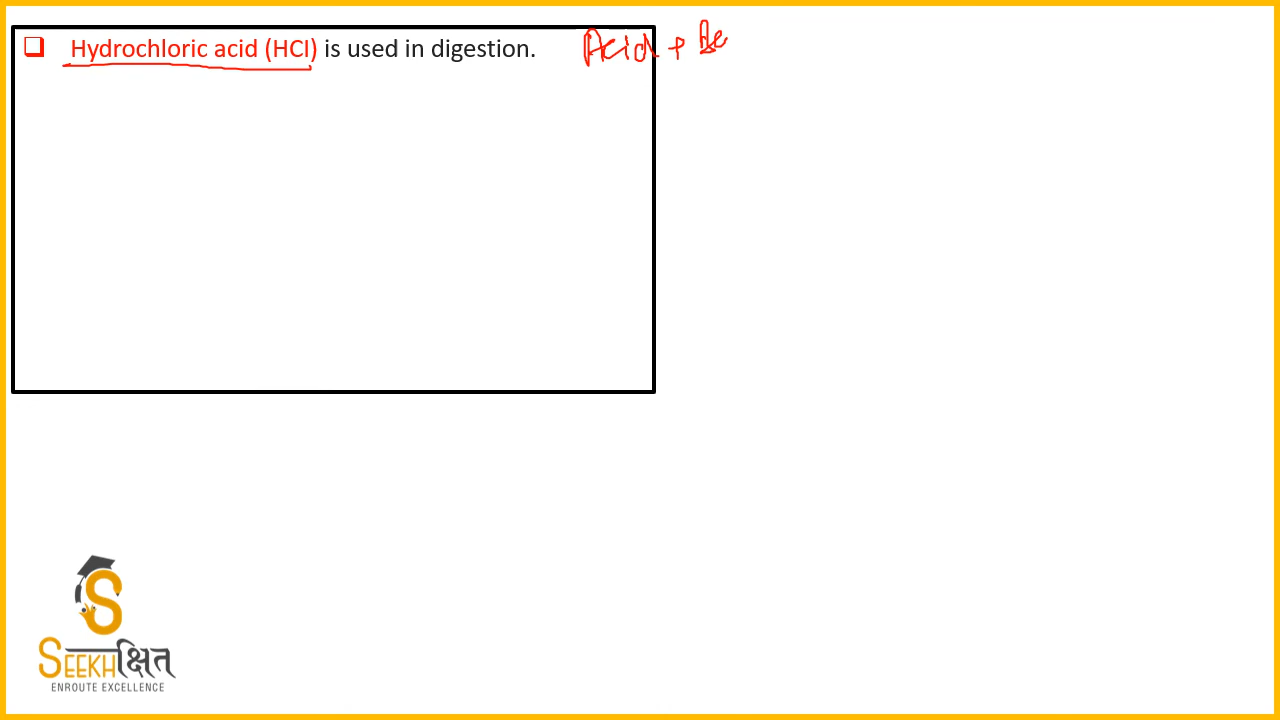 Hydrochloric acid (HCl) is used in digestion. Acid +
SEEKHक्षित
ENROUTE EXCELLENCE